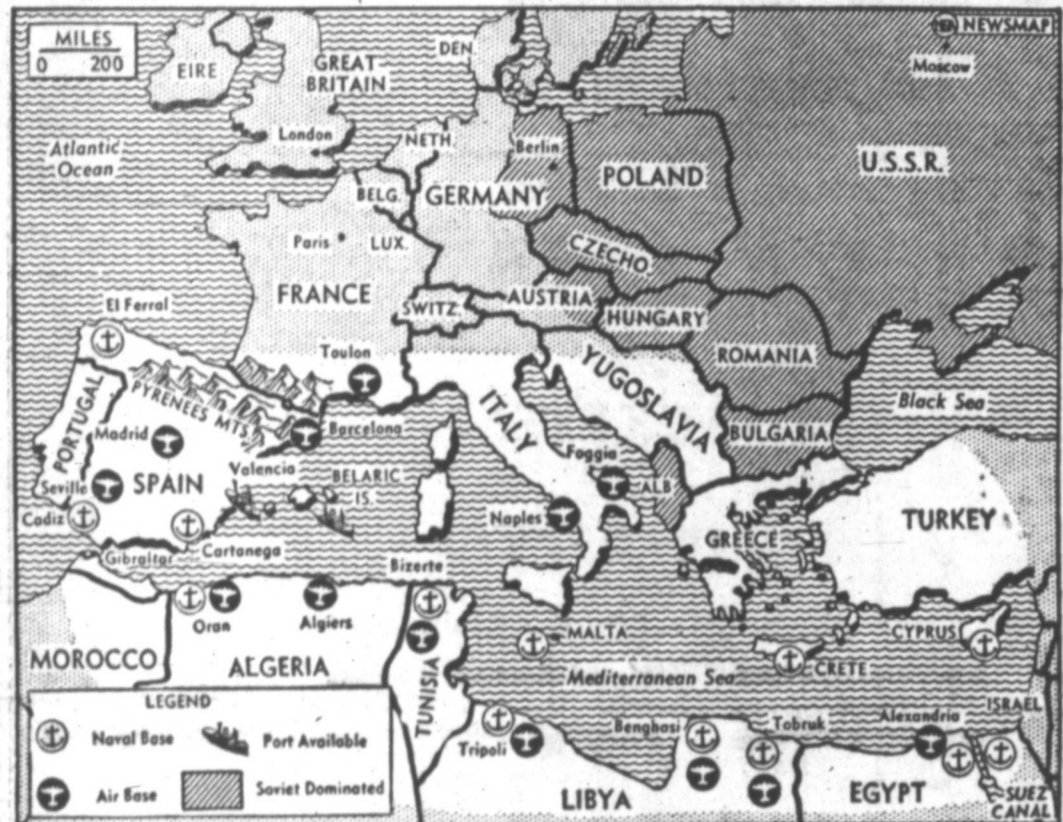 MILES
0 200
NEWSMAP
Moscow
EIRE
GREAT
BRITAIN
DEN.
London
NETH.
Berlin
Atlantic
Ocean
U.S.S.R.
POLAND
GERMANY
BELG.
Paris
LUX.
CZECHO.
El Ferral
FRANCE
SWITZ.
AUSTRIA
HUNGARY
ROMANIA
Toulon
YUGOSLAVIA
Black Sea
PORTUGAL
PYRENEES MTS
ITALY
BULGARIA
Madrid
Barcelona
Foggia
Valencia
BELARIC
IS.
ALB
Seville
SPAIN
Naples
TURKEY
Cadiz
GREECE
Gibraltar
Cartanega
Bizerte
Oran
Algiers
MALTA
CYPRUS
MOROCCO
ALGERIA
CRETE
TUNISIA
Mediterranean Sea
ISRAEL
LEGEND
Naval Base
Port Available
Air Base
Soviet Dominated
Tripoli
Benghasi
Tobruk
Alexandria
LIBYA
EGYPT
SUEZ
CANAL